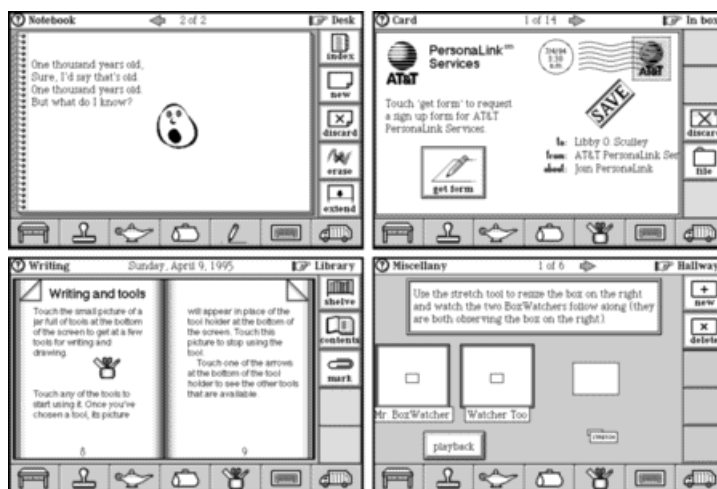 Notebook 2 of 2 Desk
One thousand years old,
Sure, I'd say that's old.
One thousand years old.
But what do I know?
index
new
discard
erase
extend
Card 1 of 14 In box
PersonaLink℠
Services
AT&T
7/4/94
3:30
a.m.
AT&T
SAVE
Touch 'get form' to request
a sign up form for AT&T
PersonaLink Services.
get form
to: Libby O. Sculley
from: AT&T PersonaLink Ser
about: Join PersonaLink
discard
file
Writing Sunday, April 9, 1995 Library
Writing and tools
Touch the small picture of a
jar full of tools at the bottom
of the screen to get at a few
tools for writing and
drawing.
Touch any of the tools to
start using it. Once you've
chosen a tool, its picture
8
will appear in place of the
tool holder at the bottom of
the screen. Touch this
picture to stop using the
tool.
Touch one of the arrows
at the bottom of the tool
holder to see the other tools
that are available.
9
shelve
contents
mark
Miscellany 1 of 6 Hallway
Use the stretch tool to resize the box on the right
and watch the two BoxWatchers follow along (they
are both observing the box on the right).
Mr. BoxWatcher
Watcher Too
playback
new
delete